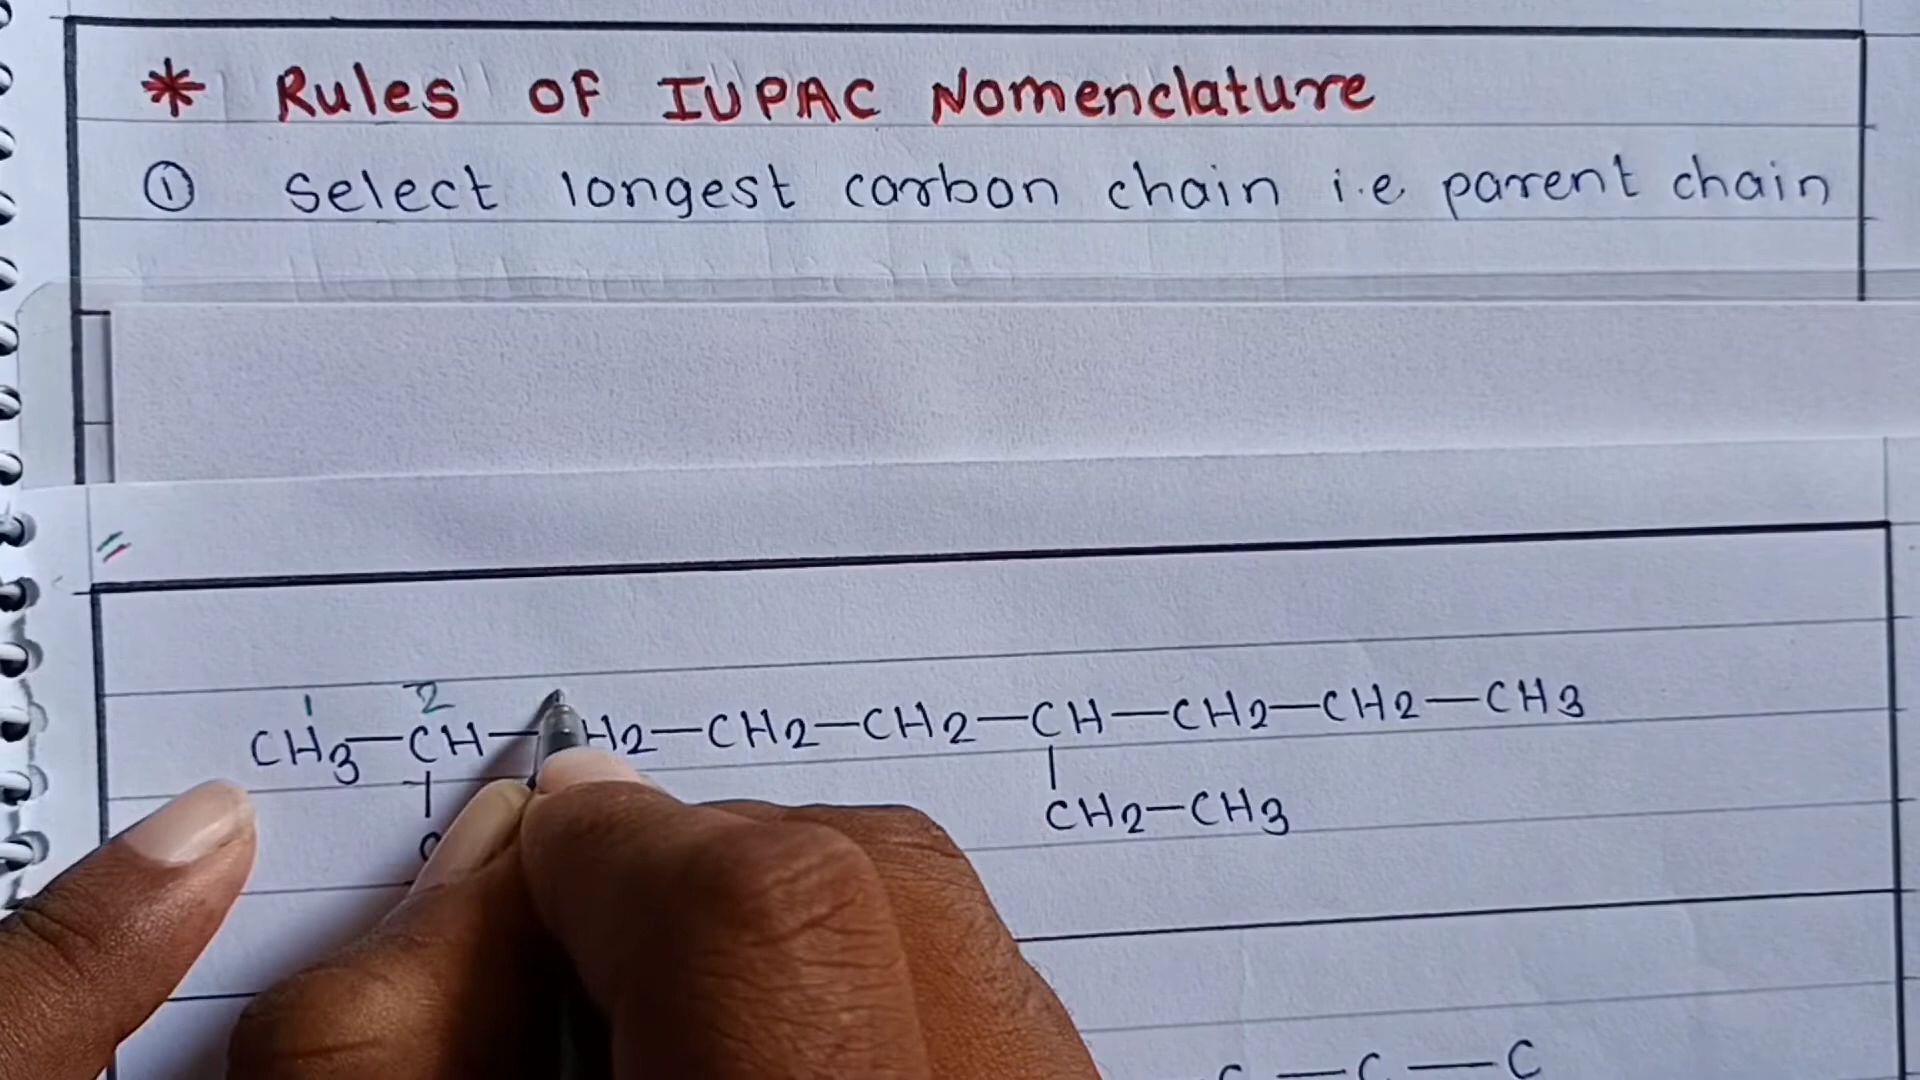 * Rules OF IUPAC Nomenclature
① Select longest carbon chain i.e parent chain
1 2
CH3—CH—H2—CH2—CH2—CH—CH2—CH2—CH3
CH2—CH3
C—C—C